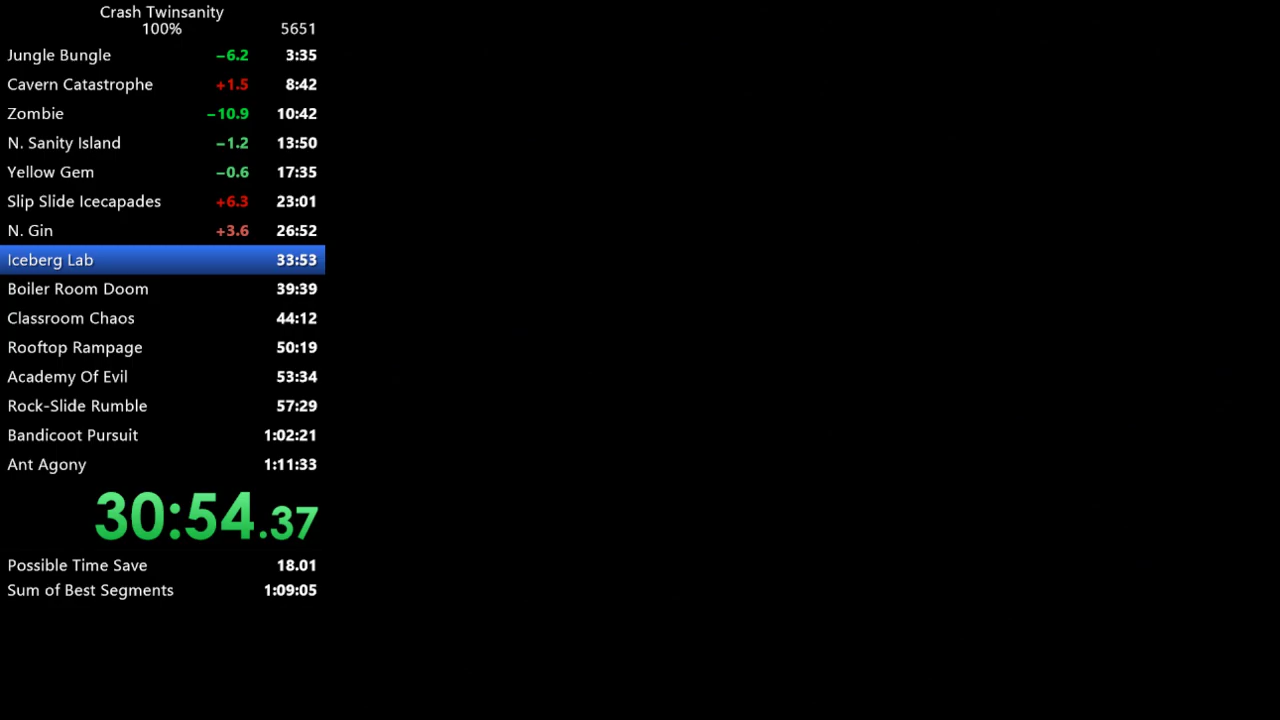 Crash Twinsanity
100% 5651
Jungle Bungle −6.2 3:35
Cavern Catastrophe +1.5 8:42
Zombie −10.9 10:42
N. Sanity Island −1.2 13:50
Yellow Gem −0.6 17:35
Slip Slide Icecapades +6.3 23:01
N. Gin +3.6 26:52
Iceberg Lab 33:53
Boiler Room Doom 39:39
Classroom Chaos 44:12
Rooftop Rampage 50:19
Academy Of Evil 53:34
Rock-Slide Rumble 57:29
Bandicoot Pursuit 1:02:21
Ant Agony 1:11:33
30:54.37
Possible Time Save 18.01
Sum of Best Segments 1:09:05